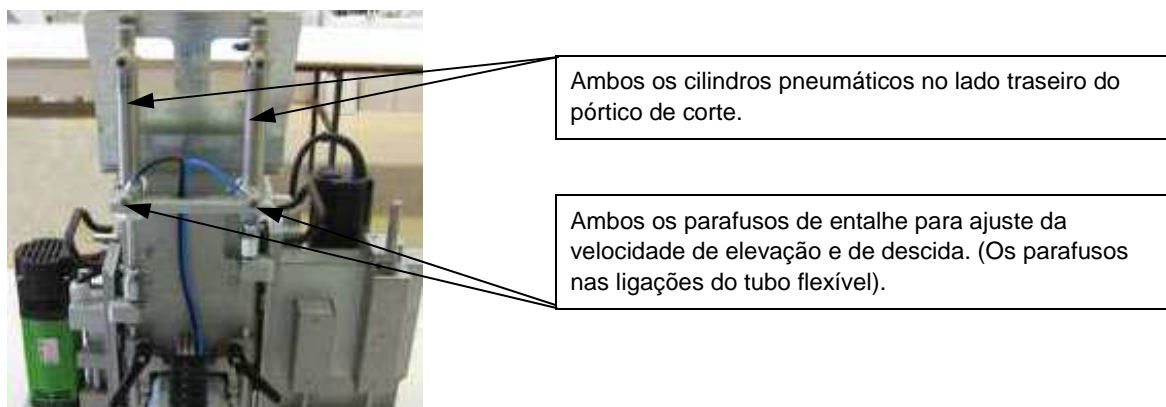 Ambos os cilindros pneumáticos no lado traseiro do
pórtico de corte.
Ambos os parafusos de entalhe para ajuste da
velocidade de elevação e de descida. (Os parafusos
nas ligações do tubo flexível).